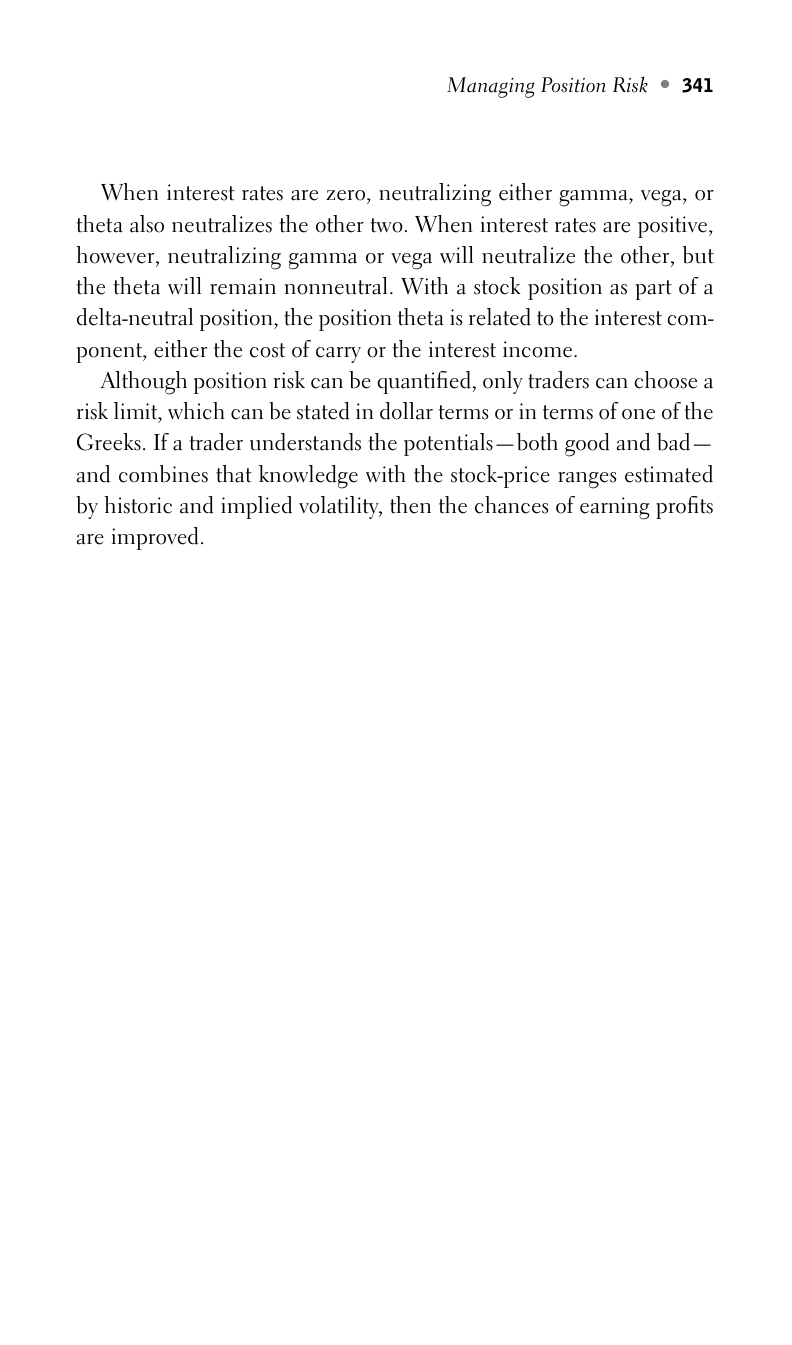 Managing Position Risk • 341
When interest rates are zero, neutralizing either gamma, vega, or
theta also neutralizes the other two. When interest rates are positive,
however, neutralizing gamma or vega will neutralize the other, but
the theta will remain nonneutral. With a stock position as part of a
delta-neutral position, the position theta is related to the interest com-
ponent, either the cost of carry or the interest income.
Although position risk can be quantified, only traders can choose a
risk limit, which can be stated in dollar terms or in terms of one of the
Greeks. If a trader understands the potentials—both good and bad—
and combines that knowledge with the stock-price ranges estimated
by historic and implied volatility, then the chances of earning profits
are improved.